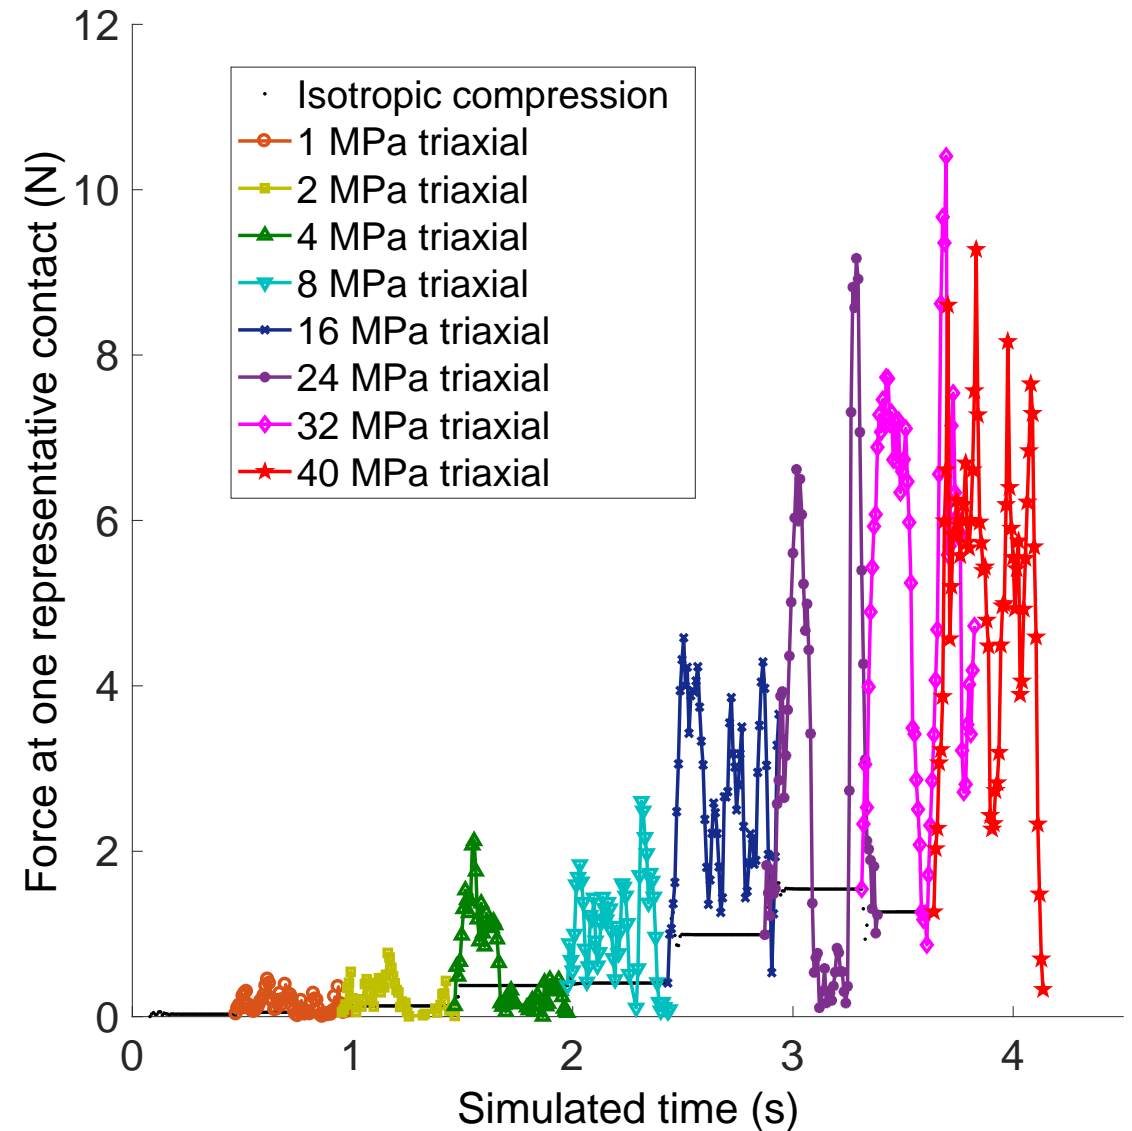 12
10
8
6
4
2
0
Force at one representative contact (N)
Isotropic compression
1 MPa triaxial
2 MPa triaxial
4 MPa triaxial
8 MPa triaxial
16 MPa triaxial
24 MPa triaxial
32 MPa triaxial
40 MPa triaxial
0 1 2 3 4
Simulated time (s)